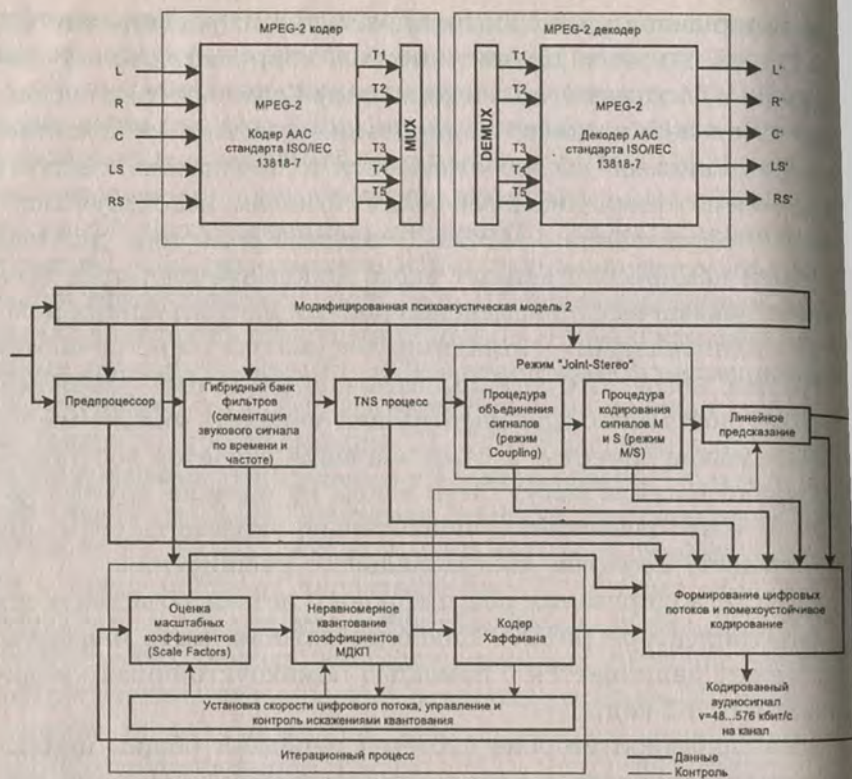 MPEG-2 кодер
MPEG-2 декодер
L
R
C
LS
RS
MPEG-2
Кодер AAC
стандарта ISO/IEC
13818-7
T1
T2
T3
T5
MUX
DEMUX
T1
T2
T3
T5
MPEG-2
Декодер AAC
стандарта ISO/IEC
13818-7
L'
R'
C'
LS'
RS'
Модифицированная психоакустическая модель 2
Предпроцессор
Гибридный банк
фильтров
(сегментация
звукового сигнала
по времени и
частоте)
TNS процесс
Режим "Joint-Stereo"
Процедура
объединения
сигналов
(режим
Coupling)
Процедура
кодирования
сигналов M
и S (режим
M/S)
Линейное
предсказание
Оценка
масштабных
коэффициентов
(Scale Factors)
Неравномерное
квантование
коэффициентов
МДКП
Кодер
Хаффмана
Формирование цифровых
потоков и помехоустойчивое
кодирование
Установка скорости цифрового потока, управление и
контроль искажениями квантования
Итерационный процесс
Кодированный
аудиосигнал
v=48...576 кбит/с
на канал
Данные
Контроль